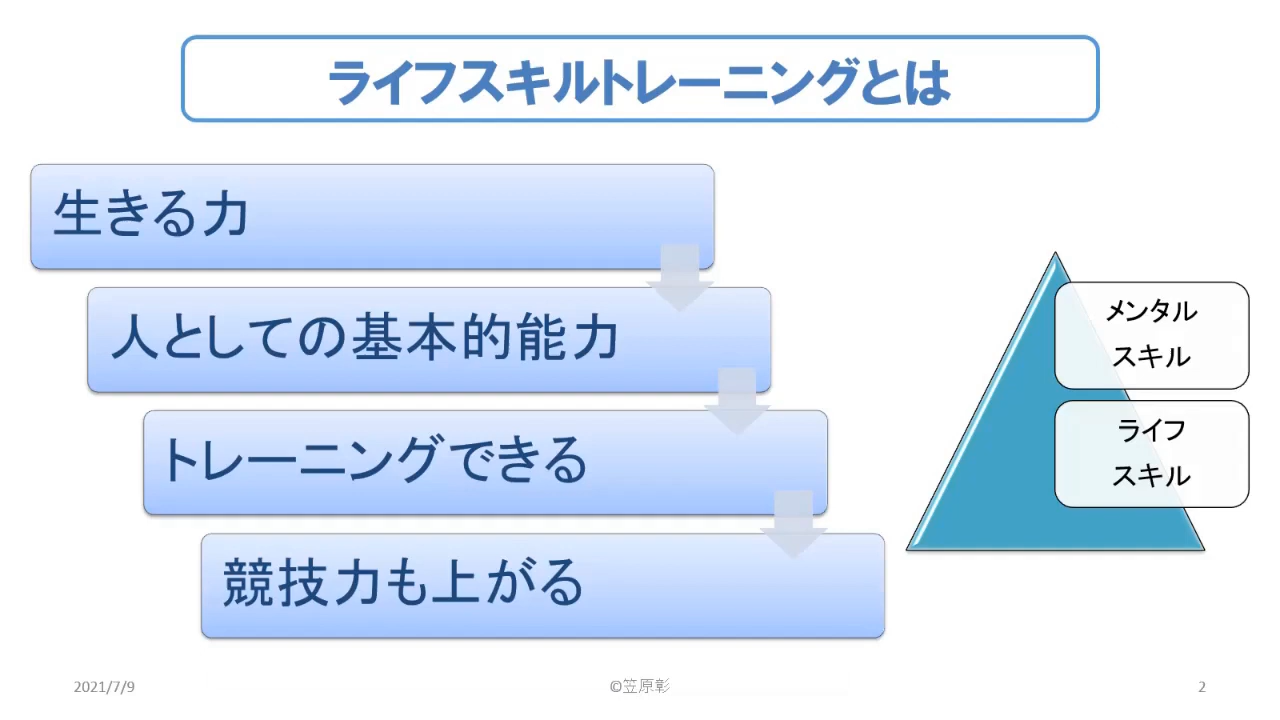 ライフスキルトレーニングとは
生きる力
人としての基本的能力
トレーニングできる
競技力も上がる
メンタル
スキル
ライフ
スキル
2021/7/9
©笠原彰
2